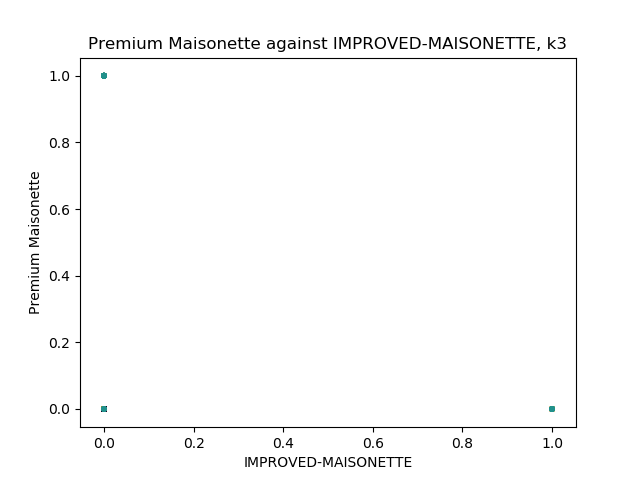 Premium Maisonette against IMPROVED-MAISONETTE, k3
1.0
0.8
0.6
0.4
0.2
0.0
Premium Maisonette
0.0 0.2 0.4 0.6 0.8 1.0
IMPROVED-MAISONETTE